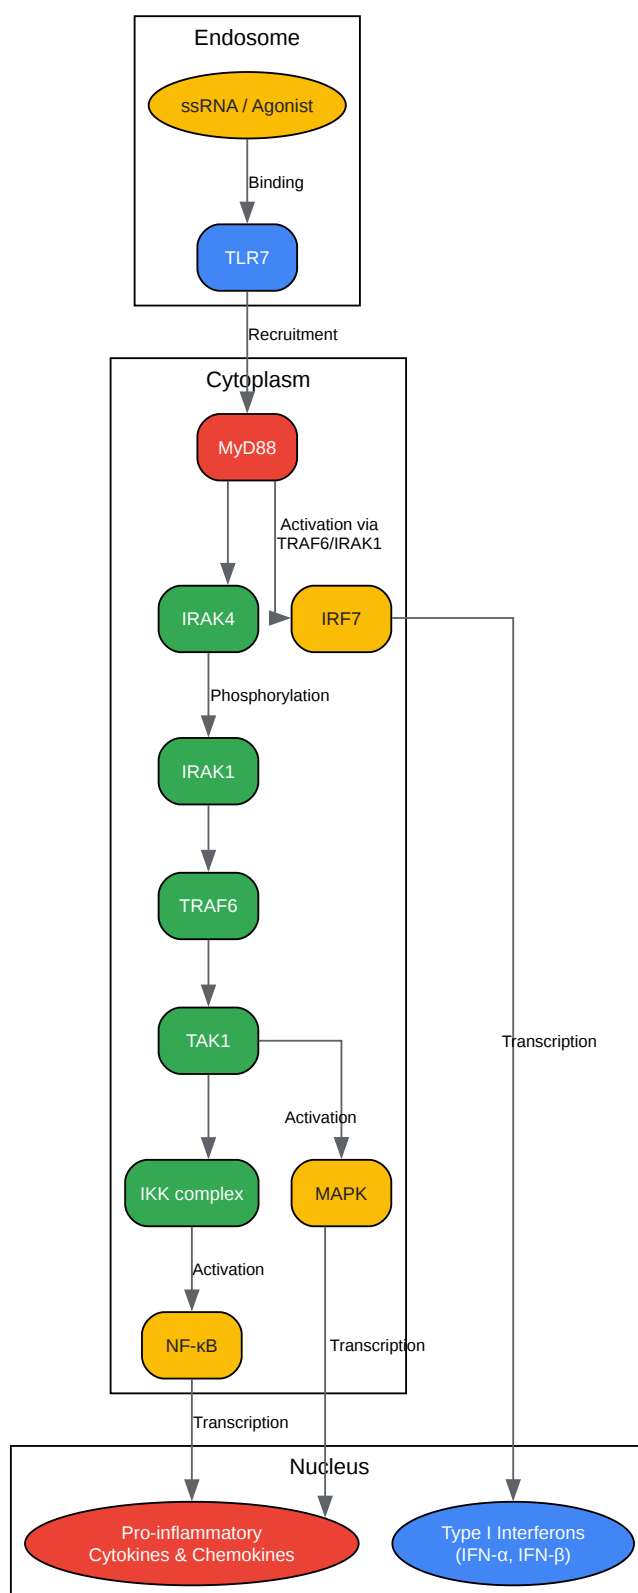 Endosome
ssRNA / Agonist
Binding
TLR7
Recruitment
Cytoplasm
MyD88
Activation via
TRAF6/IRAK1
IRAK4
IRF7
Phosphorylation
IRAK1
TRAF6
TAK1
Transcription
Activation
IKK complex
MAPK
Activation
NF-κB
Transcription
Transcription
Nucleus
Pro-inflammatory
Cytokines & Chemokines
Type I Interferons
(IFN-α, IFN-β)